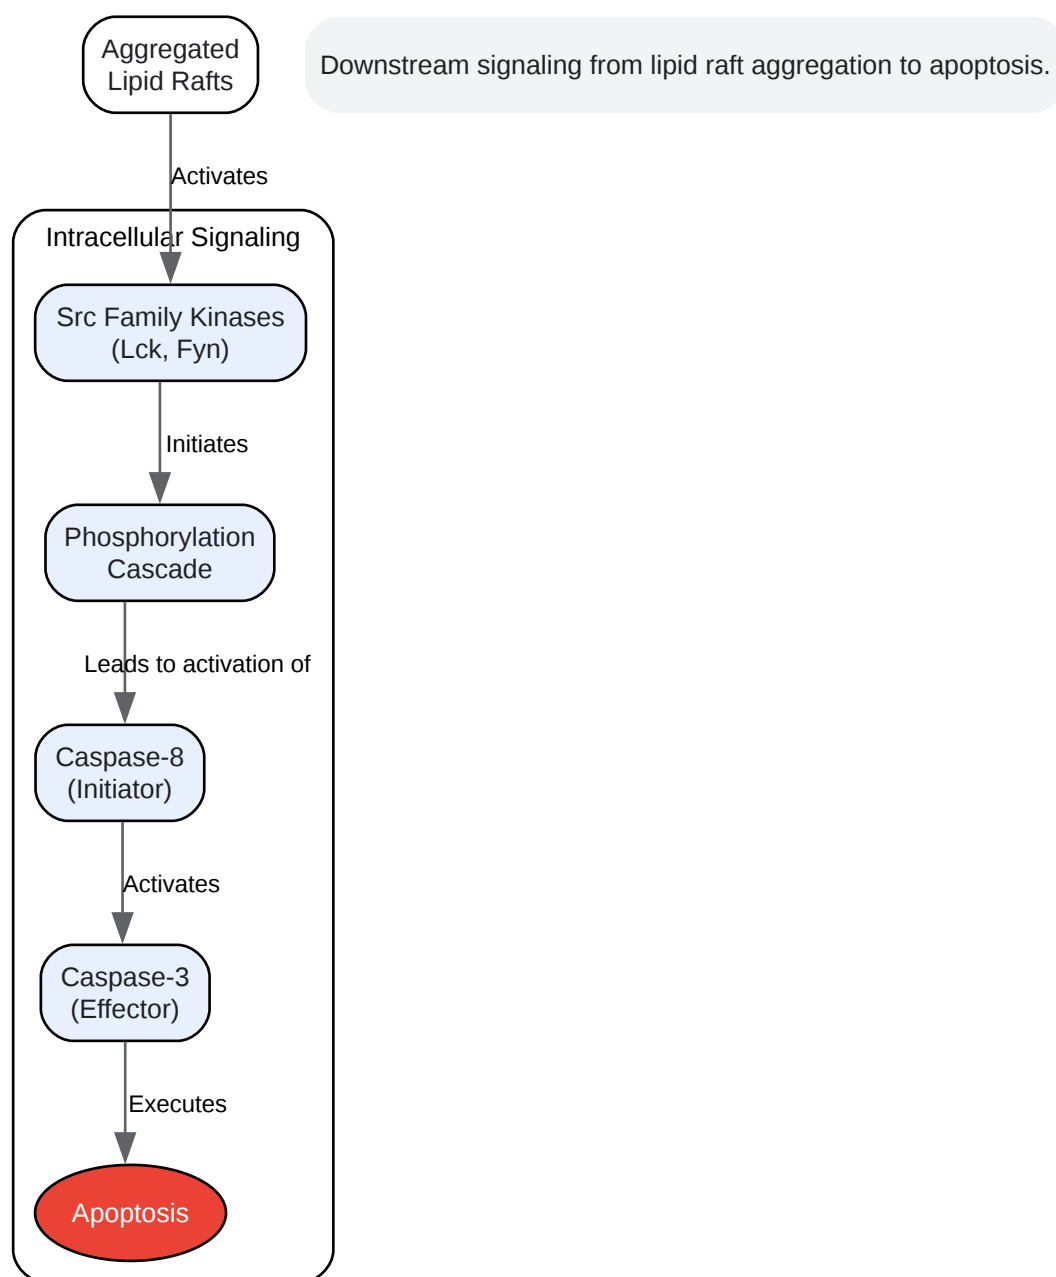 Aggregated
Lipid Rafts
Downstream signaling from lipid raft aggregation to apoptosis.
Activates
Intracellular Signaling
Src Family Kinases
(Lck, Fyn)
Initiates
Phosphorylation
Cascade
Leads to activation of
Caspase-8
(Initiator)
Activates
Caspase-3
(Effector)
Executes
Apoptosis